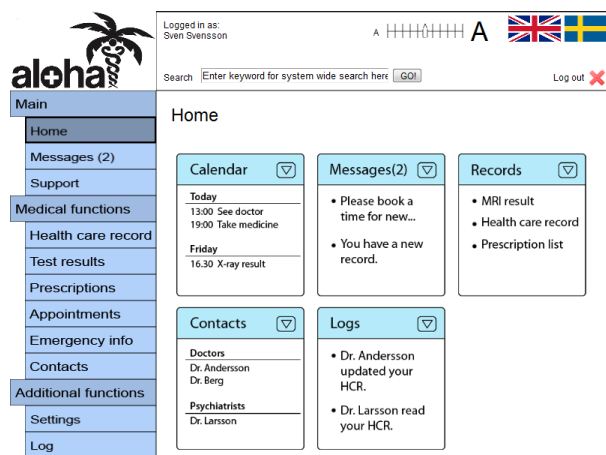 aloha
Logged in as:
Sven Svensson
A A
Search Enter keyword for system wide search here GO!
Log out
Main
Home
Messages (2)
Support
Medical functions
Health care record
Test results
Prescriptions
Appointments
Emergency info
Contacts
Additional functions
Settings
Log
Home
Calendar
Today
13:00 See doctor
19:00 Take medicine
Friday
16.30 X-ray result
Messages(2)
• Please book a
time for new...
• You have a new
record.
Records
• MRI result
• Health care record
• Prescription list
Contacts
Doctors
Dr. Andersson
Dr. Berg
Psychiatrists
Dr. Larsson
Logs
• Dr. Andersson
updated your
HCR.
• Dr. Larsson read
your HCR.